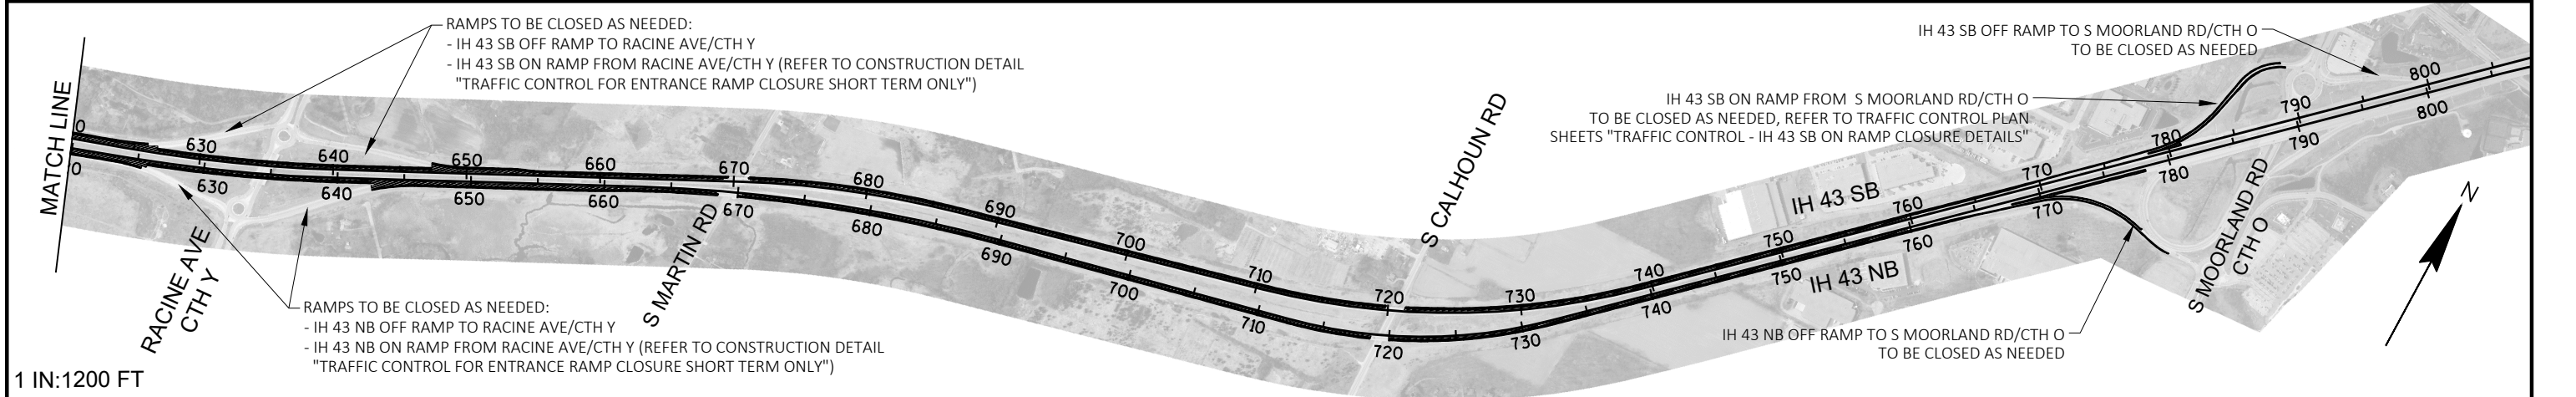 RAMPS TO BE CLOSED AS NEEDED:
- IH 43 SB OFF RAMP TO RACINE AVE/CTH Y
- IH 43 SB ON RAMP FROM RACINE AVE/CTH Y (REFER TO CONSTRUCTION DETAIL
"TRAFFIC CONTROL FOR ENTRANCE RAMP CLOSURE SHORT TERM ONLY")
IH 43 SB OFF RAMP TO S MOORLAND RD/CTH O
TO BE CLOSED AS NEEDED
IH 43 SB ON RAMP FROM S MOORLAND RD/CTH O
TO BE CLOSED AS NEEDED, REFER TO TRAFFIC CONTROL PLAN
SHEETS "TRAFFIC CONTROL - IH 43 SB ON RAMP CLOSURE DETAILS"
MATCH LINE
0
630
640
650
660
670
680
690
700
710
720
730
740
750
760
770
780
790
800
0
630
640
650
660
670
680
690
700
710
720
730
740
750
760
770
780
790
800
IH 43 SB
IH 43 NB
RACINE AVE
CTH Y
S MARTIN RD
S CALHOUN RD
S MOORLAND RD
CTH O
N
RAMPS TO BE CLOSED AS NEEDED:
- IH 43 NB OFF RAMP TO RACINE AVE/CTH Y
- IH 43 NB ON RAMP FROM RACINE AVE/CTH Y (REFER TO CONSTRUCTION DETAIL
"TRAFFIC CONTROL FOR ENTRANCE RAMP CLOSURE SHORT TERM ONLY")
IH 43 NB OFF RAMP TO S MOORLAND RD/CTH O
TO BE CLOSED AS NEEDED
1 IN:1200 FT